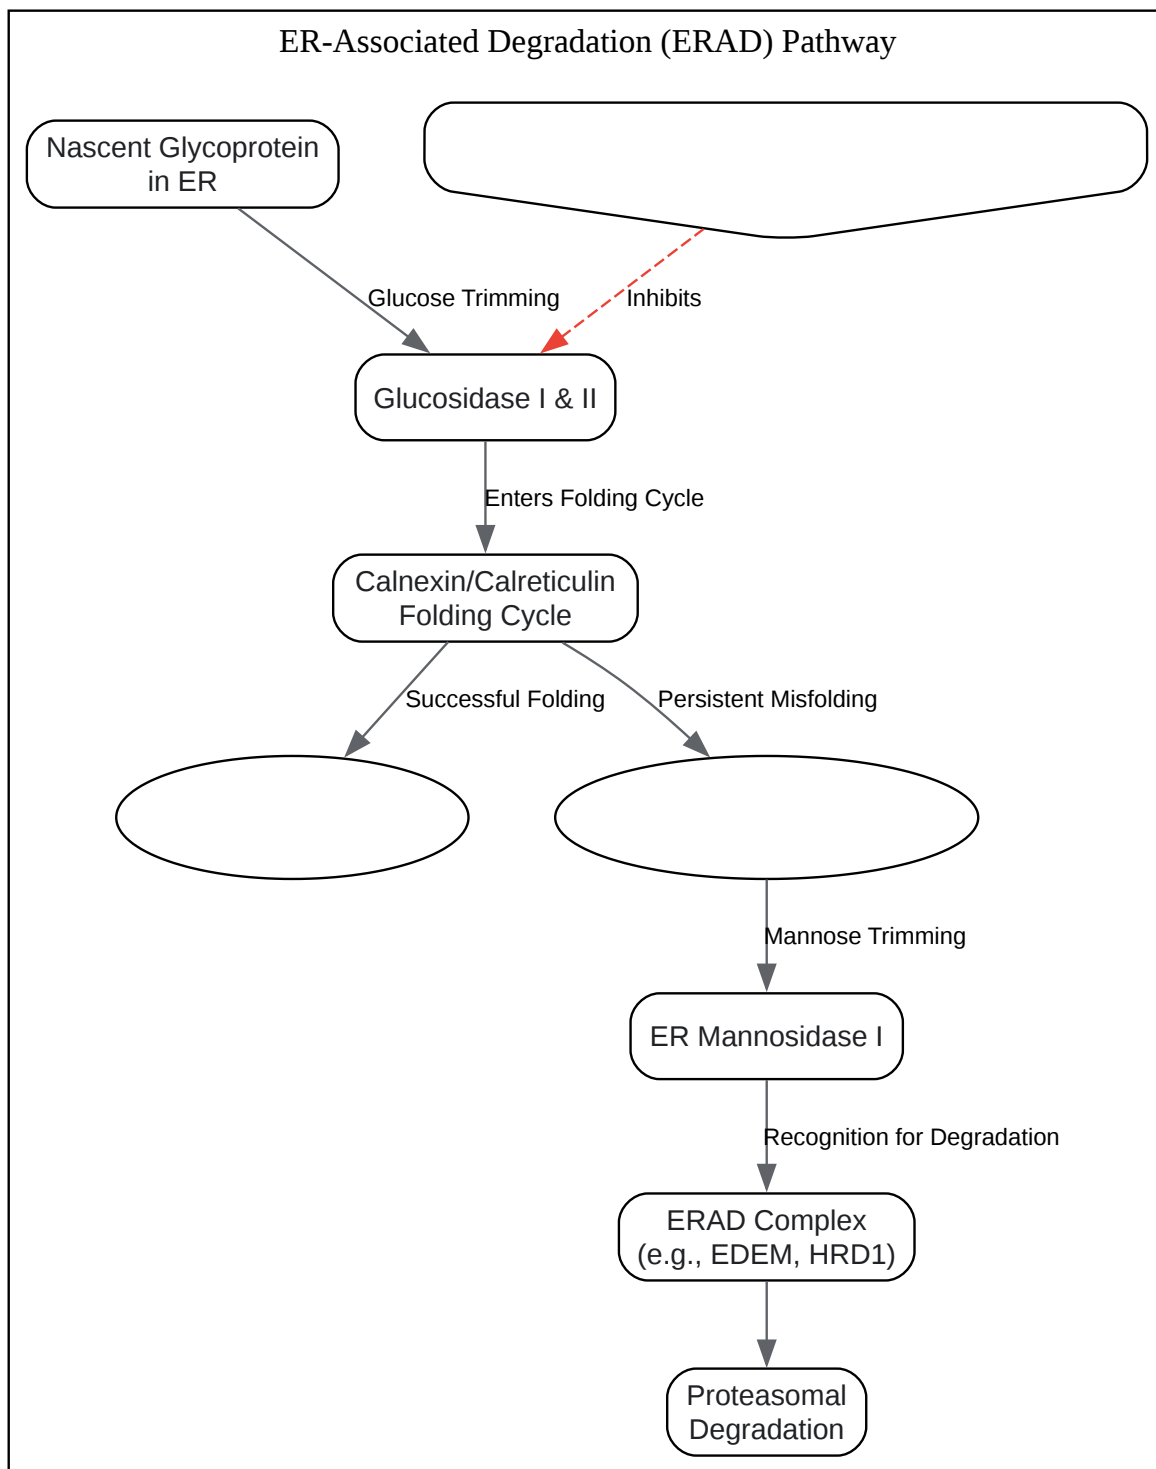 ER-Associated Degradation (ERAD) Pathway
Nascent Glycoprotein
in ER
Glucose Trimming
Inhibits
Glucosidase I & II
Enters Folding Cycle
Calnexin/Calreticulin
Folding Cycle
Successful Folding
Persistent Misfolding
Mannose Trimming
ER Mannosidase I
Recognition for Degradation
ERAD Complex
(e.g., EDEM, HRD1)
Proteasomal
Degradation